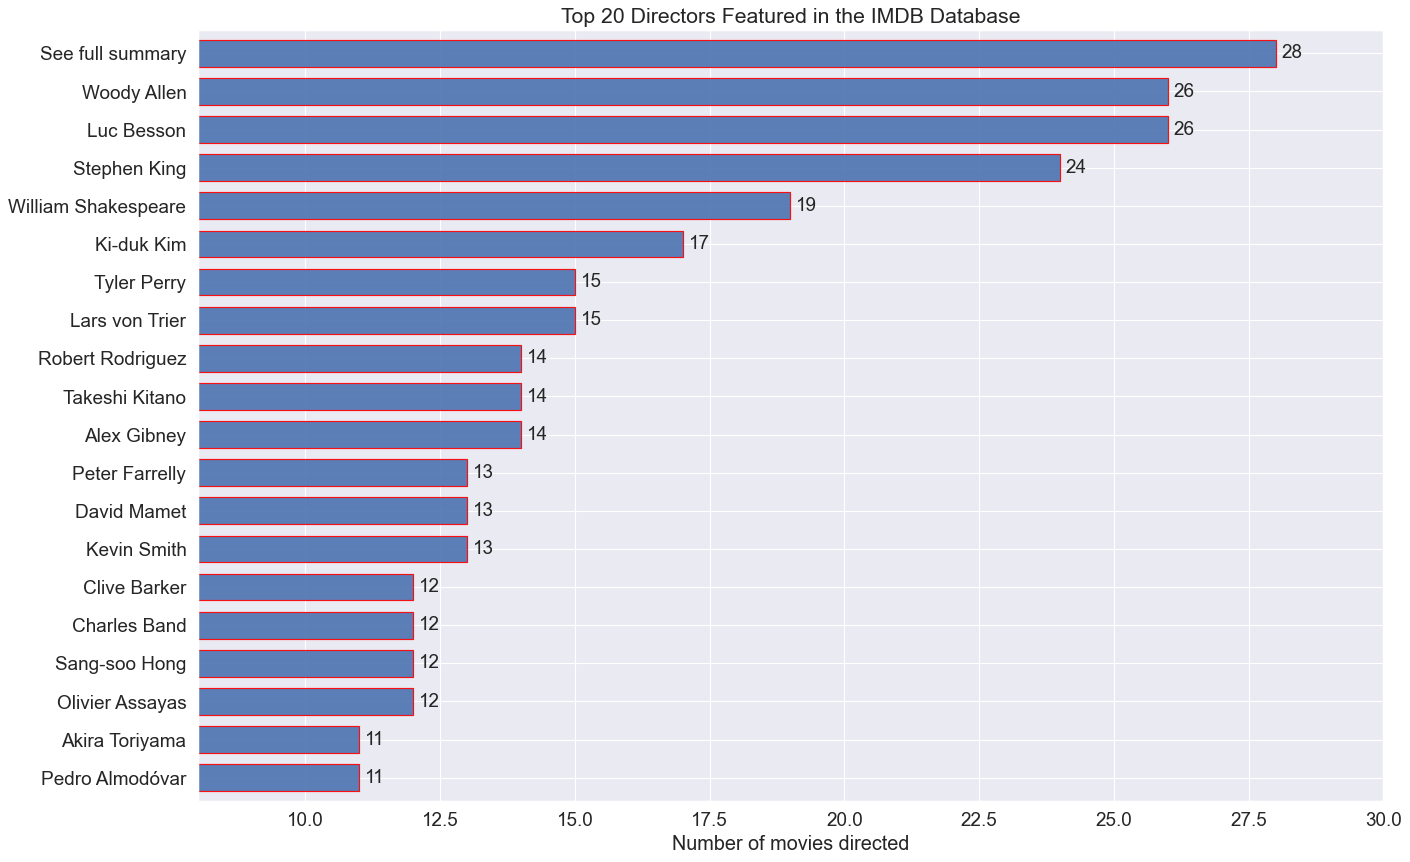 Top 20 Directors Featured in the IMDB Database
See full summary 28
Woody Allen 26
Luc Besson 26
Stephen King 24
William Shakespeare 19
Ki-duk Kim 17
Tyler Perry 15
Lars von Trier 15
Robert Rodriguez 14
Takeshi Kitano 14
Alex Gibney 14
Peter Farrelly 13
David Mamet 13
Kevin Smith 13
Clive Barker 12
Charles Band 12
Sang-soo Hong 12
Olivier Assayas 12
Akira Toriyama 11
Pedro Almodóvar 11
10.0 12.5 15.0 17.5 20.0 22.5 25.0 27.5 30.0
Number of movies directed